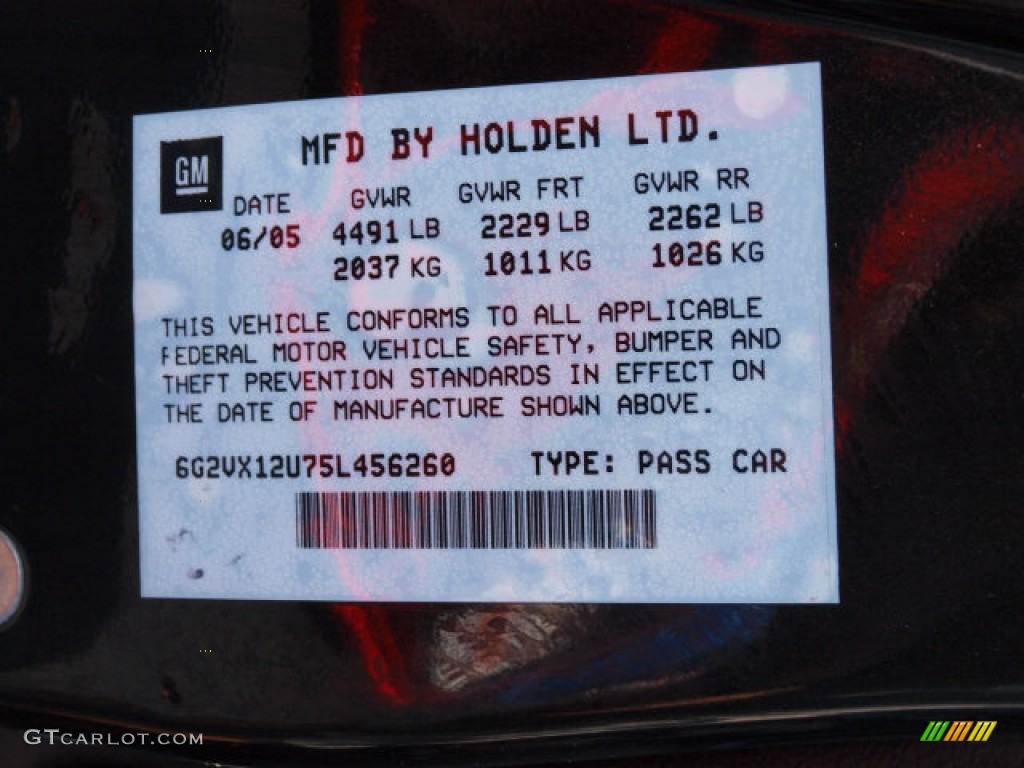 GM
MFD BY HOLDEN LTD.
DATE GVWR GVWR FRT GVWR RR
06/05 4491 LB 2229 LB 2262 LB
2037 KG 1011 KG 1026 KG
THIS VEHICLE CONFORMS TO ALL APPLICABLE
FEDERAL MOTOR VEHICLE SAFETY, BUMPER AND
THEFT PREVENTION STANDARDS IN EFFECT ON
THE DATE OF MANUFACTURE SHOWN ABOVE.
6G2VX12U75L456260 TYPE: PASS CAR
GTCARLOT.COM